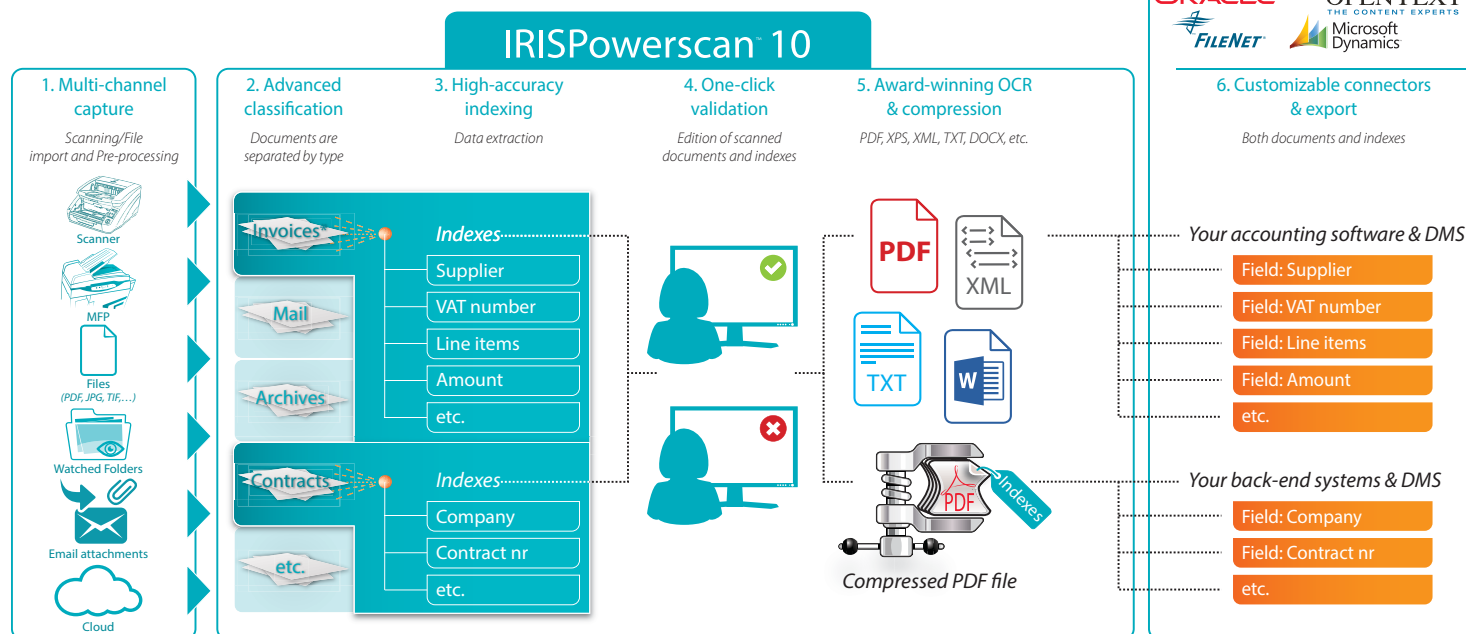 ORACLE
OPENTEXT
THE CONTENT EXPERTS
FILENET
Microsoft
Dynamics
IRISPowerscan™ 10
1. Multi-channel
capture
Scanning/File
import and Pre-processing
Scanner
MFP
Files
(PDF, JPG, TIF,...)
Watched Folders
Email attachments
Cloud
2. Advanced
classification
Documents are
separated by type
Invoices*
Mail
Archives
Contracts
etc.
3. High-accuracy
indexing
Data extraction
Indexes
Supplier
VAT number
Line items
Amount
etc.
Indexes
Company
Contract nr
etc.
4. One-click
validation
Edition of scanned
documents and indexes
5. Award-winning OCR
& compression
PDF, XPS, XML, TXT, DOCX, etc.
PDF
XML
TXT
W
PDF
Indexes
Compressed PDF file
6. Customizable connectors
& export
Both documents and indexes
Your accounting software & DMS
Field: Supplier
Field: VAT number
Field: Line items
Field: Amount
etc.
Your back-end systems & DMS
Field: Company
Field: Contract nr
etc.